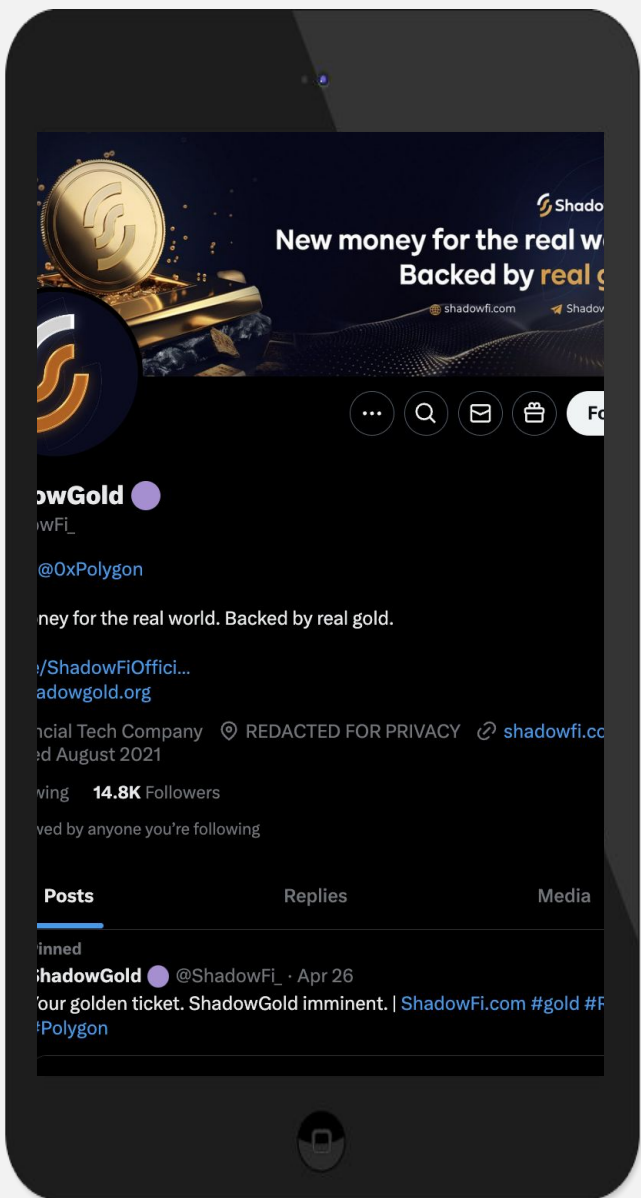 Shado
New money for the real w
Backed by real g
shadowfi.com Shadow
Fo
owGold
owFi_
@0xPolygon
ney for the real world. Backed by real gold.
e/ShadowFiOffici...
adowgold.org
ncial Tech Company REDACTED FOR PRIVACY shadowfi.co
ed August 2021
wing 14.8K Followers
wed by anyone you're following
Posts Replies Media
inned
ShadowGold @ShadowFi_ · Apr 26
Your golden ticket. ShadowGold imminent. | ShadowFi.com #gold #R
#Polygon